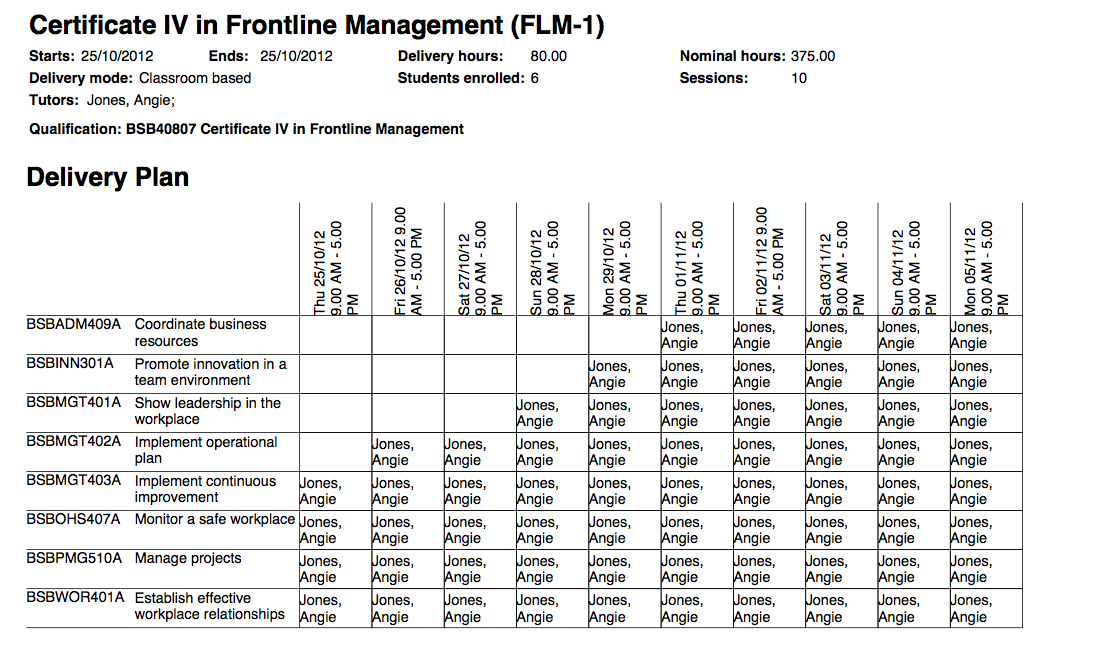 Certificate IV in Frontline Management (FLM-1)
Starts: 25/10/2012 Ends: 25/10/2012 Delivery hours: 80.00 Nominal hours: 375.00
Delivery mode: Classroom based Students enrolled: 6 Sessions: 10
Tutors: Jones, Angie;
Qualification: BSB40807 Certificate IV in Frontline Management
Delivery Plan
Thu 25/10/12
9.00 AM - 5.00
PM
Fri 26/10/12 9.00
AM - 5.00 PM
Sat 27/10/12
9.00 AM - 5.00
PM
Sun 28/10/12
9.00 AM - 5.00
PM
Mon 29/10/12
9.00 AM - 5.00
PM
Thu 01/11/12
9.00 AM - 5.00
PM
Fri 02/11/12 9.00
AM - 5.00 PM
Sat 03/11/12
9.00 AM - 5.00
PM
Sun 04/11/12
9.00 AM - 5.00
PM
Mon 05/11/12
9.00 AM - 5.00
PM
BSBADM409A Coordinate business Jones, Jones, Jones, Jones, Jones,
resources Angie Angie Angie Angie Angie
BSBINN301A Promote innovation in a Jones, Jones, Jones, Jones, Jones, Jones,
team environment Angie Angie Angie Angie Angie Angie
BSBMGT401A Show leadership in the Jones, Jones, Jones, Jones, Jones, Jones, Jones,
workplace Angie Angie Angie Angie Angie Angie Angie
BSBMGT402A Implement operational Jones, Jones, Jones, Jones, Jones, Jones, Jones, Jones, Jones,
plan Angie Angie Angie Angie Angie Angie Angie Angie Angie
BSBMGT403A Implement continuous Jones, Jones, Jones, Jones, Jones, Jones, Jones, Jones, Jones, Jones,
improvement Angie Angie Angie Angie Angie Angie Angie Angie Angie Angie
BSBOHS407A Monitor a safe workplace Jones, Jones, Jones, Jones, Jones, Jones, Jones, Jones, Jones, Jones,
Angie Angie Angie Angie Angie Angie Angie Angie Angie Angie
BSBPMG510A Manage projects Jones, Jones, Jones, Jones, Jones, Jones, Jones, Jones, Jones, Jones,
Angie Angie Angie Angie Angie Angie Angie Angie Angie Angie
BSBWOR401A Establish effective Jones, Jones, Jones, Jones, Jones, Jones, Jones, Jones, Jones, Jones,
workplace relationships Angie Angie Angie Angie Angie Angie Angie Angie Angie Angie